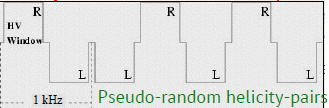 R R R R
HV
Window
L L L L
1 kHz
Pseudo-random helicity-pairs